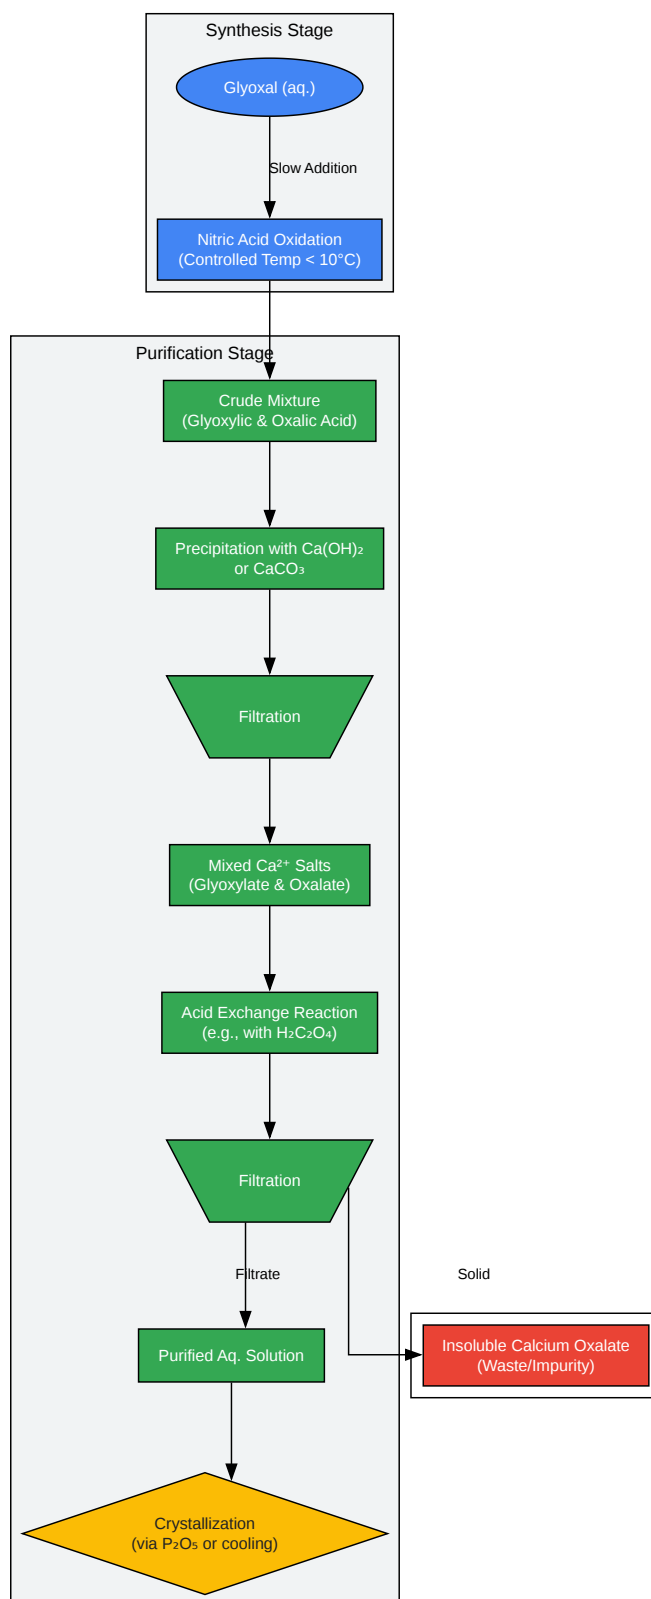 Synthesis Stage
Glyoxal (aq.)
Slow Addition
Nitric Acid Oxidation
(Controlled Temp < 10°C)
Purification Stage
Crude Mixture
(Glyoxylic & Oxalic Acid)
Precipitation with Ca(OH)₂
or CaCO₃
Filtration
Mixed Ca²⁺ Salts
(Glyoxylate & Oxalate)
Acid Exchange Reaction
(e.g., with H₂C₂O₄)
Filtration
Filtrate
Solid
Purified Aq. Solution
Insoluble Calcium Oxalate
(Waste/Impurity)
Crystallization
(via P₂O₅ or cooling)